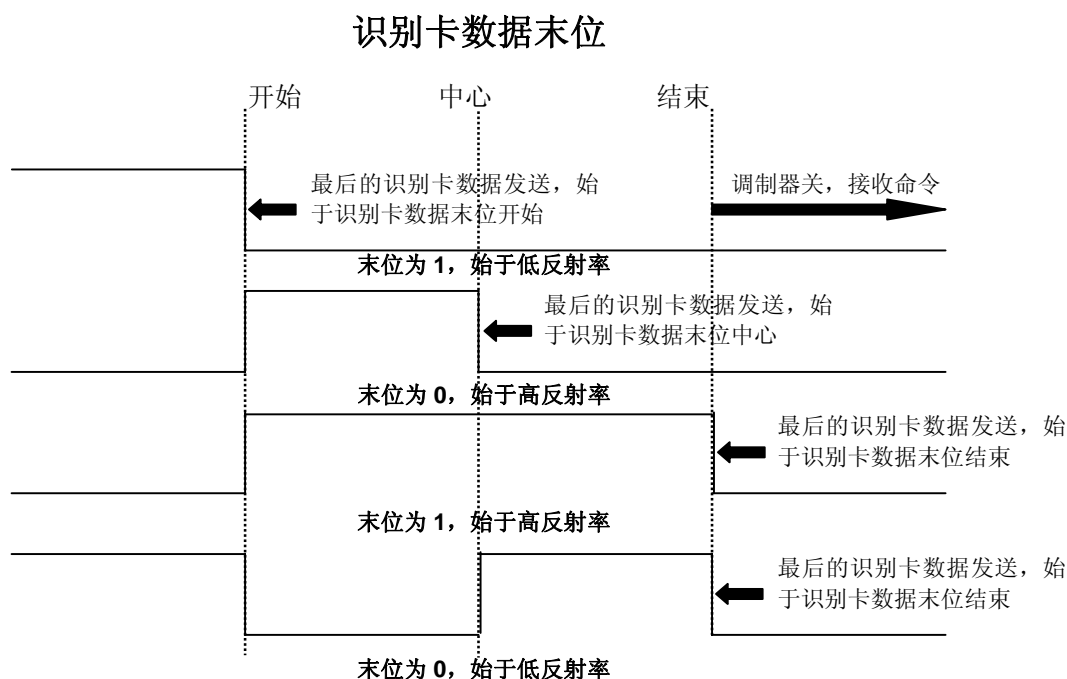 识别卡数据末位
开始
中心
结束
最后的识别卡数据发送，始
于识别卡数据末位开始
调制器关，接收命令
末位为 1，始于低反射率
最后的识别卡数据发送，始
于识别卡数据末位中心
末位为 0，始于高反射率
最后的识别卡数据发送，始
于识别卡数据末位结束
末位为 1，始于高反射率
最后的识别卡数据发送，始
于识别卡数据末位结束
末位为 0，始于低反射率